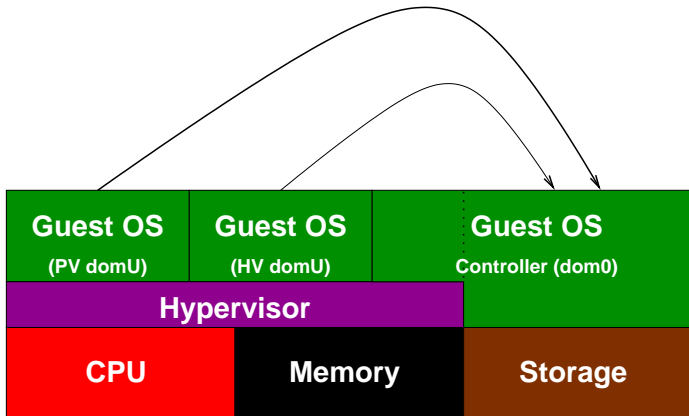 Guest OS
(PV domU)
Guest OS
(HV domU)
Guest OS
Controller (dom0)
Hypervisor
CPU
Memory
Storage